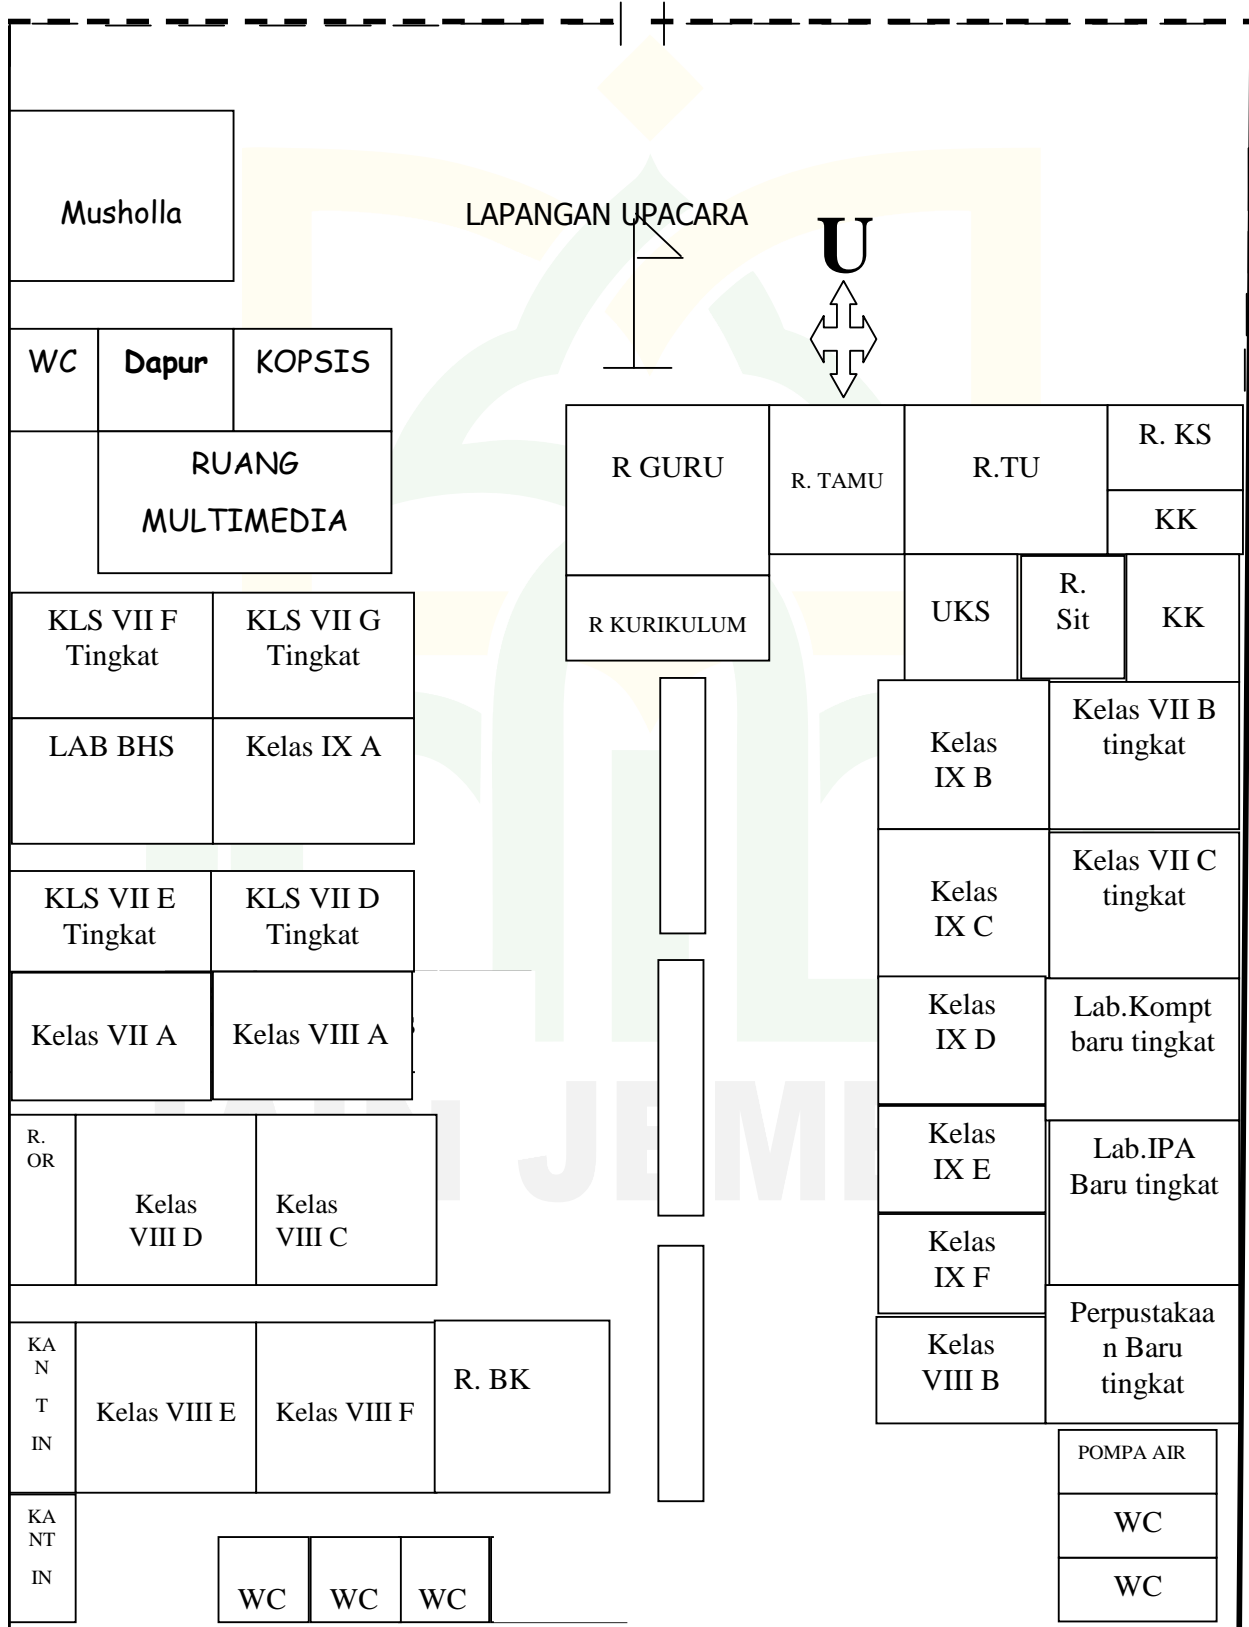 Musholla
LAPANGAN UPACARA
U
WC
Dapur
KOPSIS
RUANG
MULTIMEDIA
R GURU
R. TAMU
R.TU
R. KS
KK
R KURIKULUM
UKS
R.
Sit
KK
KLS VII F
Tingkat
KLS VII G
Tingkat
LAB BHS
Kelas IX A
Kelas
IX B
Kelas VII B
tingkat
Kelas
IX C
Kelas VII C
tingkat
KLS VII E
Tingkat
KLS VII D
Tingkat
Kelas VII A
Kelas VIII A
Kelas
IX D
Lab.Kompt
baru tingkat
R.
OR
Kelas
VIII D
Kelas
VIII C
Kelas
IX E
Lab.IPA
Baru tingkat
Kelas
IX F
KA
N
T
IN
Kelas VIII E
Kelas VIII F
R. BK
Kelas
VIII B
Perpustakaa
n Baru
tingkat
POMPA AIR
WC
WC
KA
NT
IN
WC
WC
WC